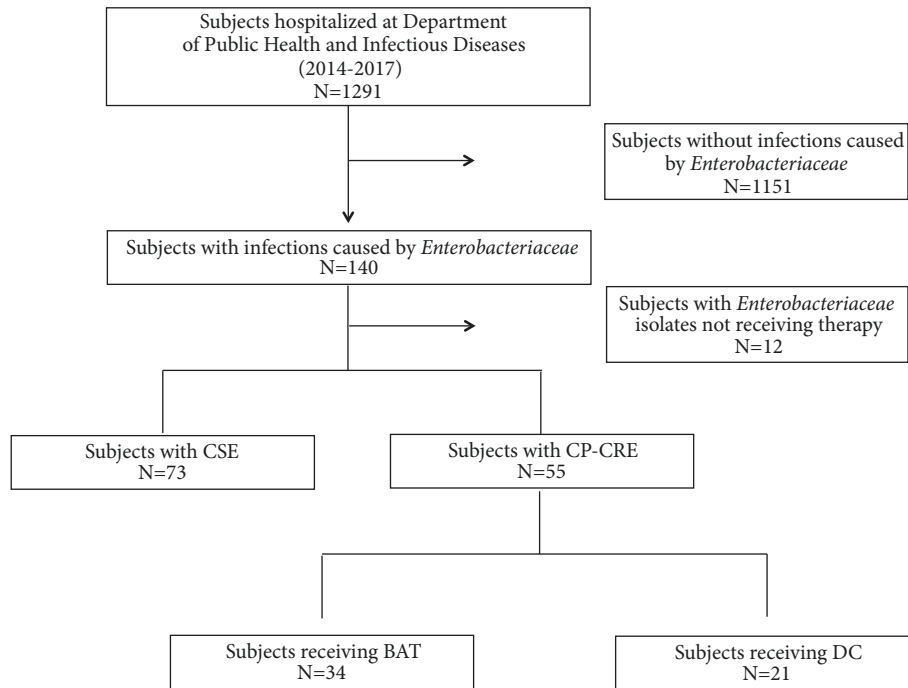 Subjects hospitalized at Department
of Public Health and Infectious Diseases
(2014-2017)
N=1291
Subjects without infections caused
by Enterobacteriaceae
N=1151
Subjects with infections caused by Enterobacteriaceae
N=140
Subjects with Enterobacteriaceae
isolates not receiving therapy
N=12
Subjects with CSE
N=73
Subjects with CP-CRE
N=55
Subjects receiving BAT
N=34
Subjects receiving DC
N=21